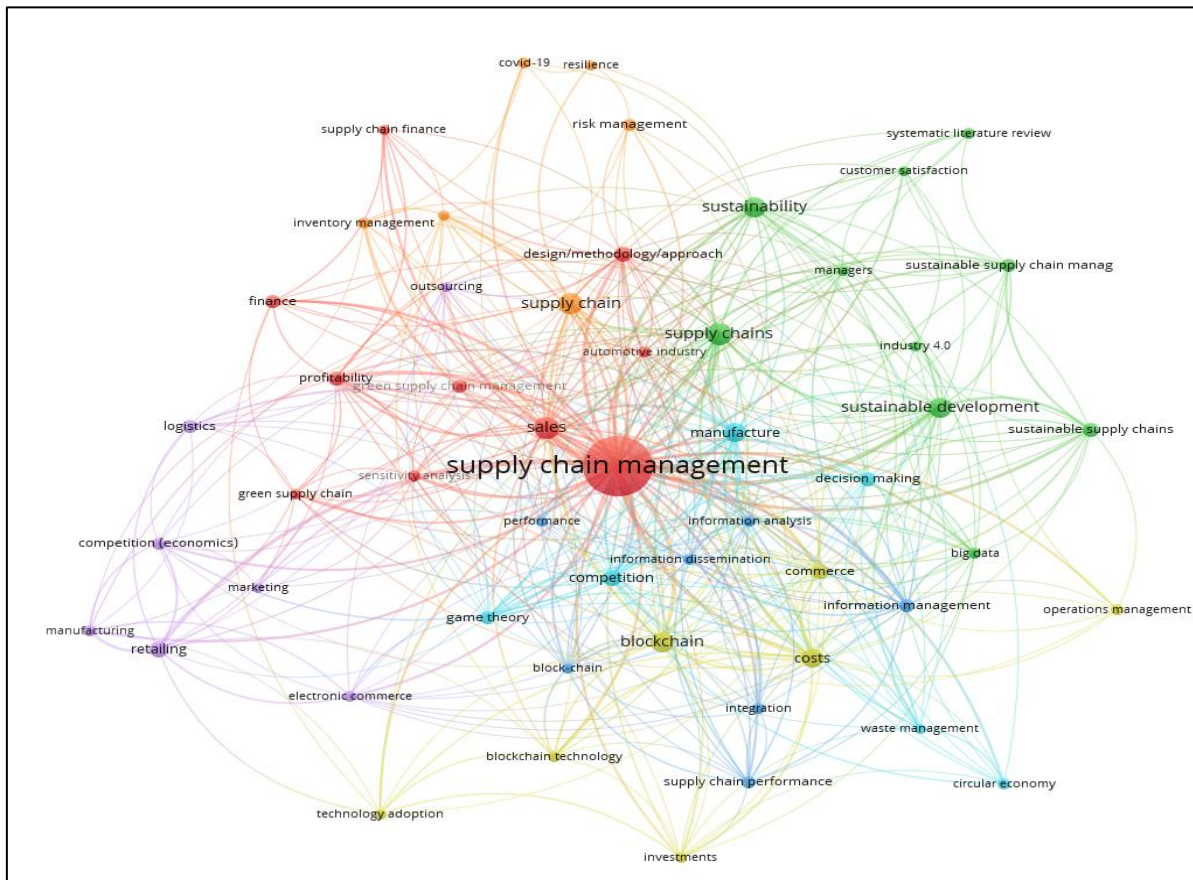 covid-19
resilience
supply chain finance
risk management
systematic literature review
customer satisfaction
sustainability
inventory management
design/methodology/approach
managers
sustainable supply chain manag
outsourcing
finance
supply chain
supply chains
automotive industry
industry 4.0
profitability
green supply chain management
sustainable development
logistics
sales
manufacture
sustainable supply chains
supply chain management
sensitivity analysis
decision making
green supply chain
performance
information analysis
competition (economics)
information dissemination
big data
competition
commerce
marketing
game theory
information management
operations management
manufacturing
retailing
blockchain
costs
block-chain
electronic commerce
integration
waste management
blockchain technology
supply chain performance
circular economy
technology adoption
investments